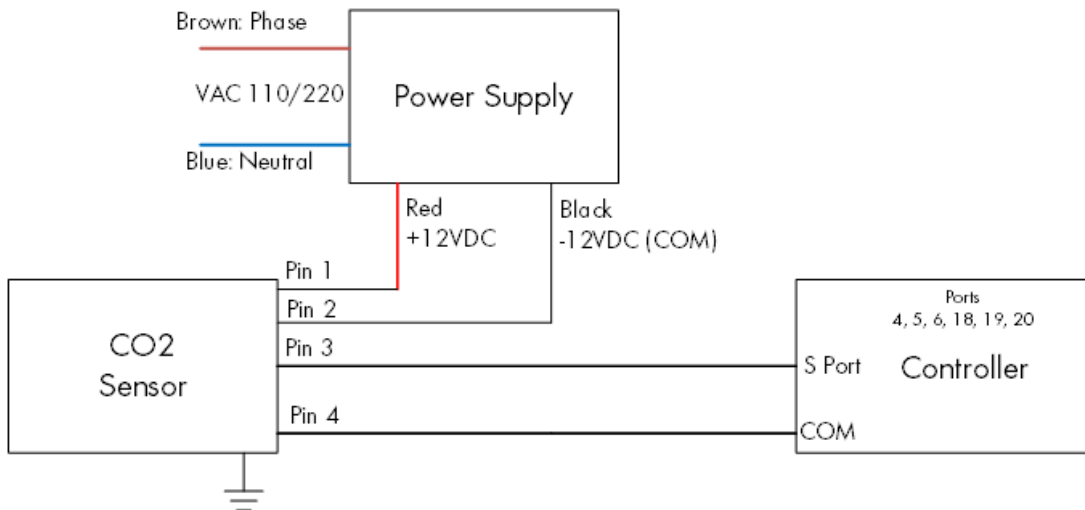 Brown: Phase
VAC 110/220
Power Supply
Blue: Neutral
Red
+12VDC
Black
-12VDC (COM)
Pin 1
Pin 2
Pin 3
Pin 4
CO2
Sensor
Ports
4, 5, 6, 18, 19, 20
S Port
Controller
COM